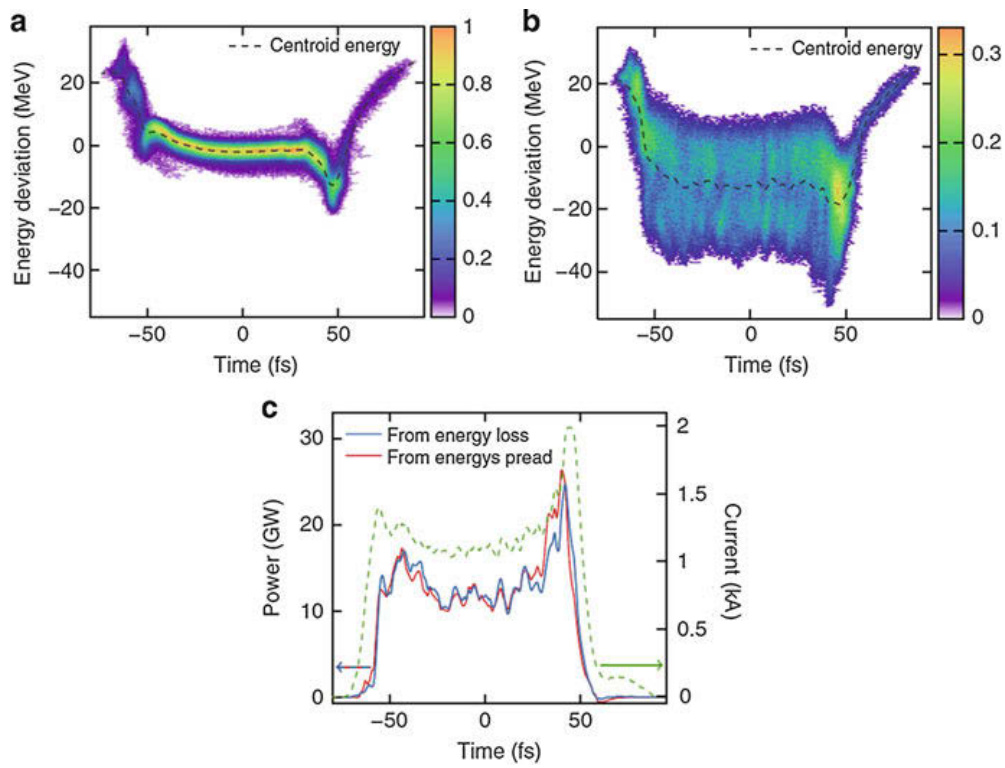 a
Centroid energy
Energy deviation (MeV)
20
0
−20
−40
−50
0
50
Time (fs)
1
0.8
0.6
0.4
0.2
0
b
Centroid energy
Energy deviation (MeV)
20
0
−20
−40
−50
0
50
Time (fs)
0.3
0.2
0.1
0
c
From energy loss
From energys pread
Power (GW)
30
20
10
0
−50
0
50
Time (fs)
2
1.5
1
0.5
0
Current (kA)